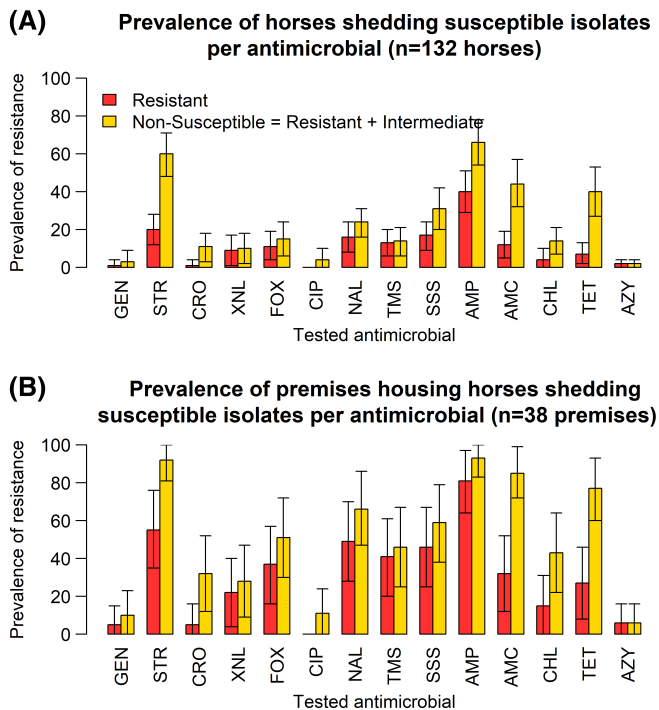 (A)
Prevalence of horses shedding susceptible isolates
per antimicrobial (n=132 horses)
Prevalence of resistance
100
80
60
40
20
0
Resistant
Non-Susceptible = Resistant + Intermediate
GEN STR CRO XNL FOX CIP NAL TMS SSS AMP AMC CHL TET AZY
Tested antimicrobial
(B)
Prevalence of premises housing horses shedding
susceptible isolates per antimicrobial (n=38 premises)
Prevalence of resistance
100
80
60
40
20
0
GEN STR CRO XNL FOX CIP NAL TMS SSS AMP AMC CHL TET AZY
Tested antimicrobial